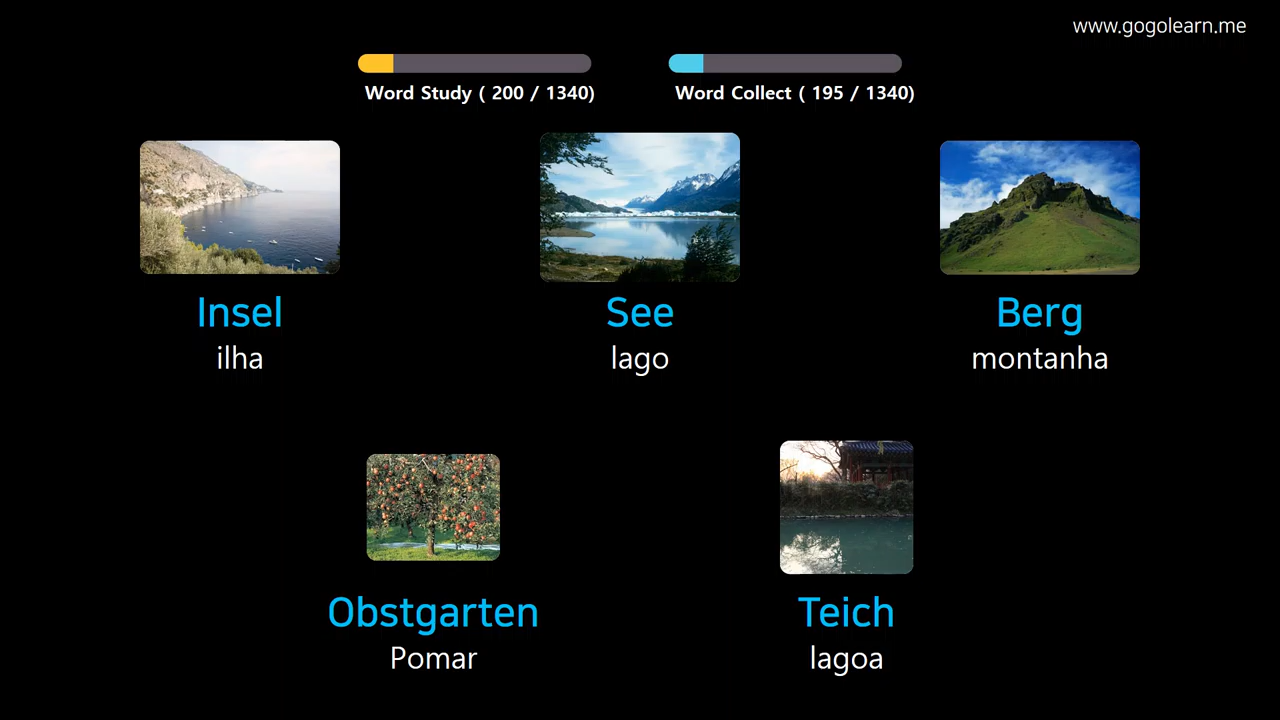 www.gogolearn.me
Word Study ( 200 / 1340)
Word Collect ( 195 / 1340)
Insel
ilha
See
lago
Berg
montanha
Obstgarten
Pomar
Teich
lagoa